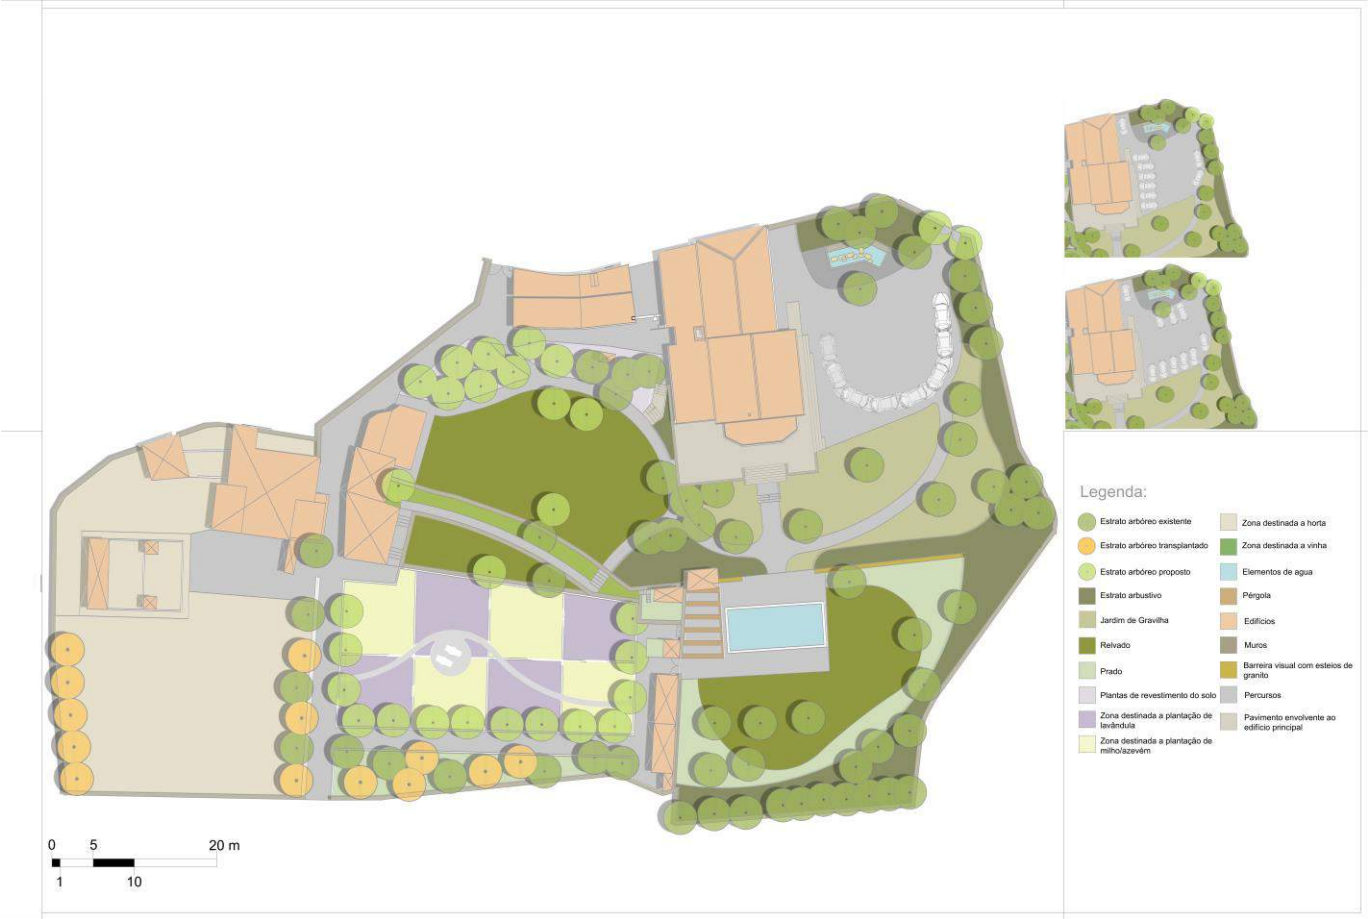 Legenda:
Estrato arbóreo existente
Estrato arbóreo transplantado
Estrato arbóreo proposto
Estrato arbustivo
Jardim de Gravilha
Relvado
Prado
Plantas de revestimento do solo
Zona destinada a plantação de
lavândula
Zona destinada a plantação de
milho/azevém
Zona destinada a horta
Zona destinada a vinha
Elementos de agua
Pérgola
Edifícios
Muros
Barreira visual com esteios de
granito
Percursos
Pavimento envolvente ao
edifício principal
0 5 20 m
1 10